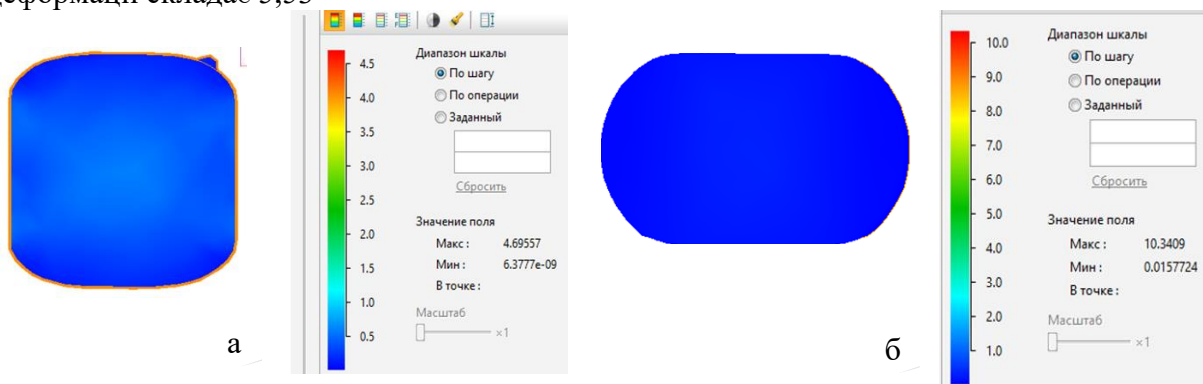 деформації складає 5,55
4.5
4.0
3.5
3.0
2.5
2.0
1.5
1.0
0.5
Диапазон шкалы
По шагу
По операции
Заданный
Сбросить
Значение поля
Макс : 4.69557
Мин : 6.3777e-09
В точке :
Масштаб
×1
а
10.0
9.0
8.0
7.0
6.0
5.0
4.0
3.0
2.0
1.0
Диапазон шкалы
По шагу
По операции
Заданный
Сбросить
Значение поля
Макс : 10.3409
Мин : 0.0157724
В точке :
Масштаб
×1
б